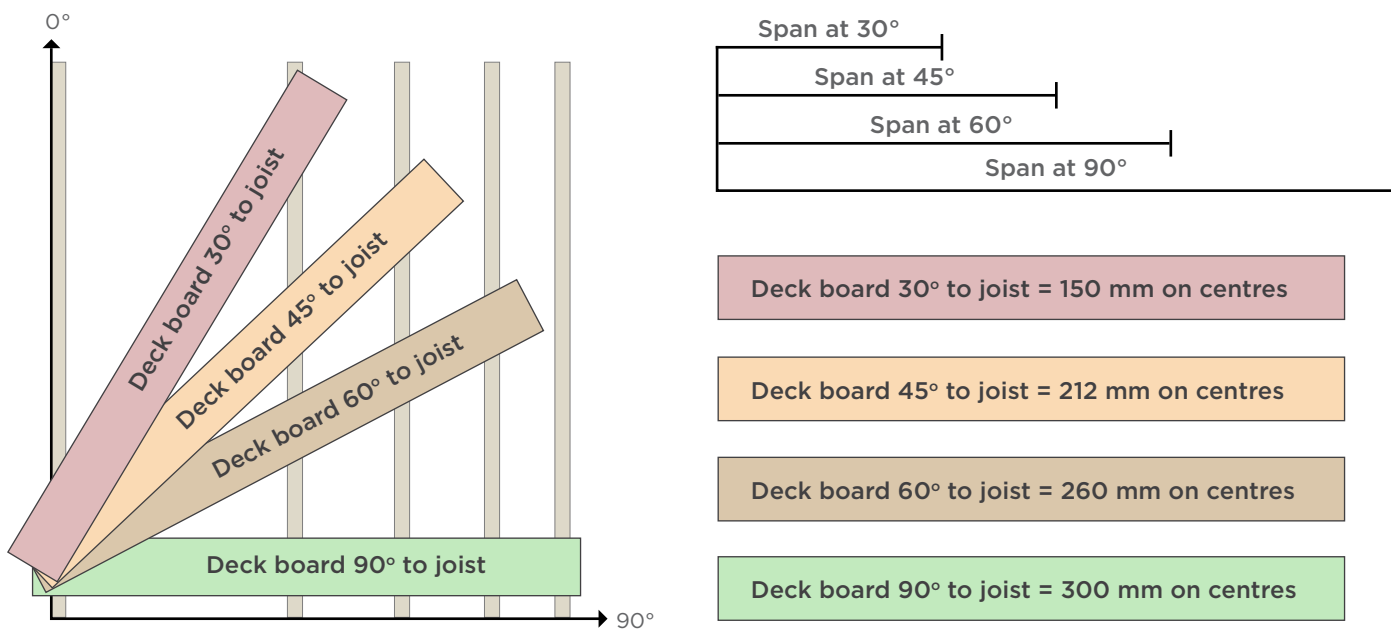 0°
Deck board 30° to joist
Deck board 45° to joist
Deck board 60° to joist
Deck board 90° to joist
90°
Span at 30°
Span at 45°
Span at 60°
Span at 90°
Deck board 30° to joist = 150 mm on centres
Deck board 45° to joist = 212 mm on centres
Deck board 60° to joist = 260 mm on centres
Deck board 90° to joist = 300 mm on centres